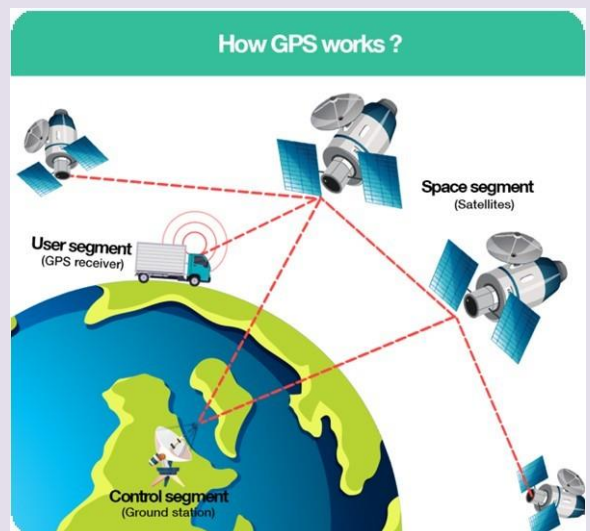 How GPS works ?
Space segment
(Satellites)
User segment
(GPS receiver)
Control segment
(Ground station)